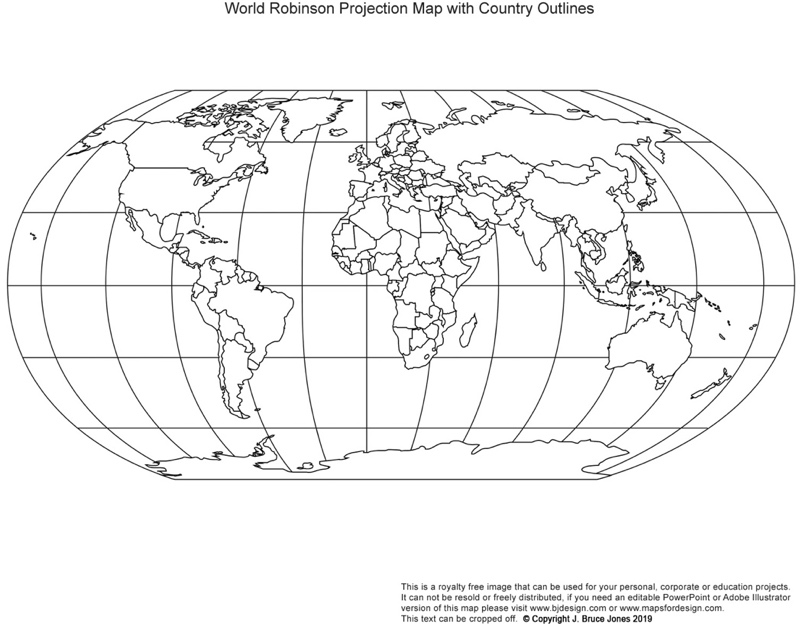 World Robinson Projection Map with Country Outlines
This is a royalty free image that can be used for your personal, corporate or education projects.
It can not be resold or freely distributed, if you need an editable PowerPoint or Adobe Illustrator
version of this map please visit www.bjdesign.com or www.mapsfordesign.com.
This text can be cropped off. © Copyright J. Bruce Jones 2019